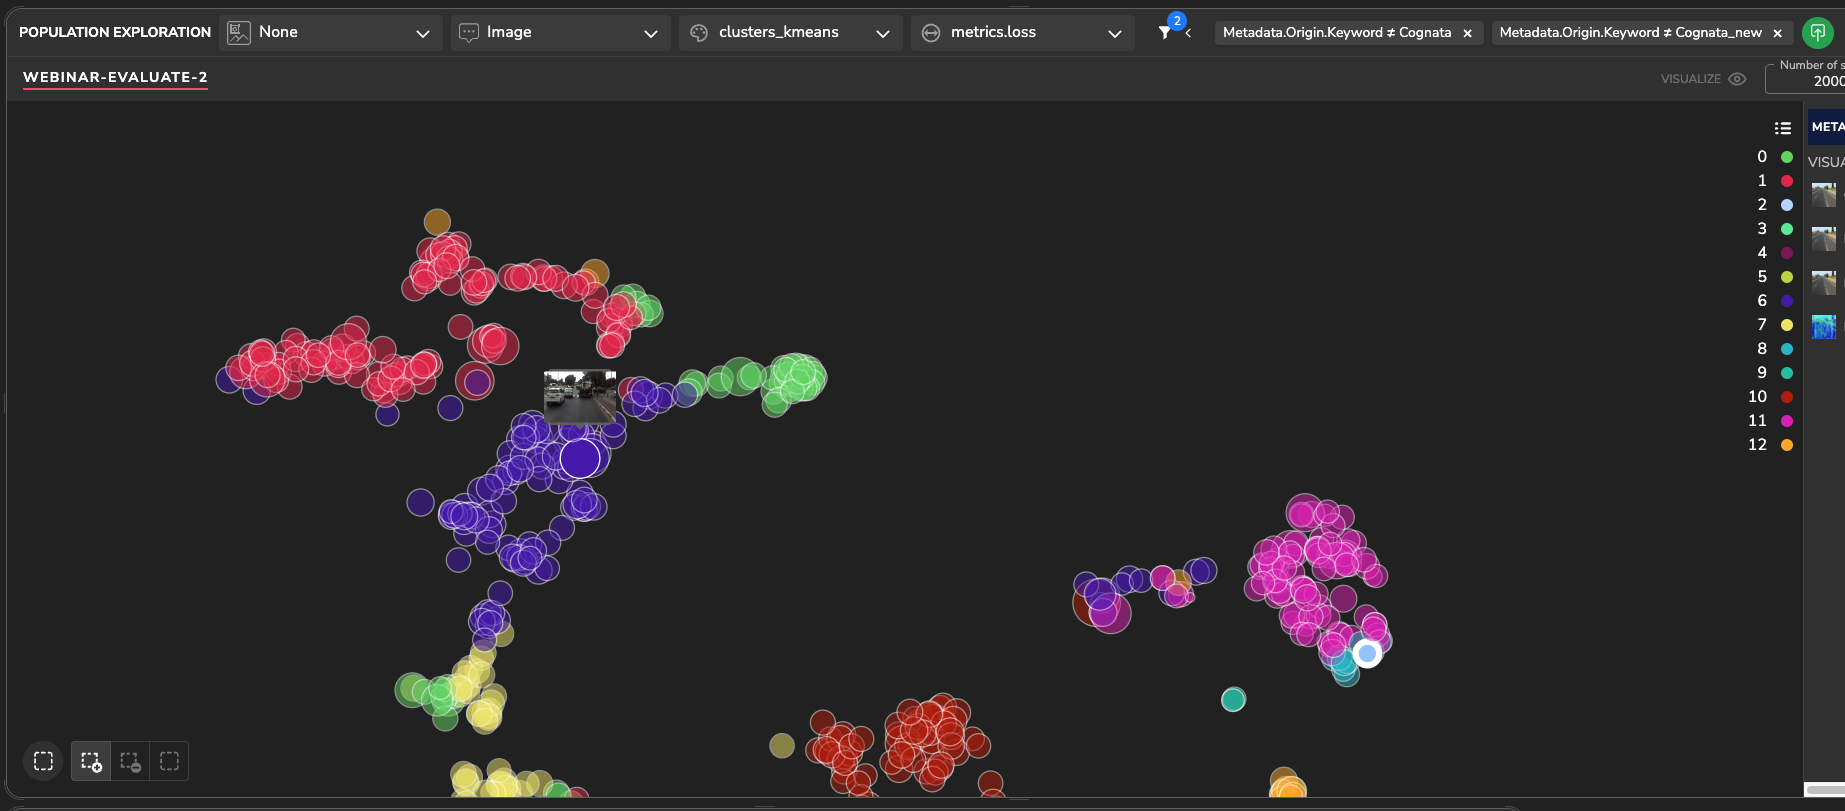 POPULATION EXPLORATION
None
Image
clusters_kmeans
metrics.loss
2
Metadata.Origin.Keyword ≠ Cognata ×
Metadata.Origin.Keyword ≠ Cognata_new ×
WEBINAR-EVALUATE-2
VISUALIZE
Number of s
2000
META
VISUA
0
1
2
3
4
5
6
7
8
9
10
11
12